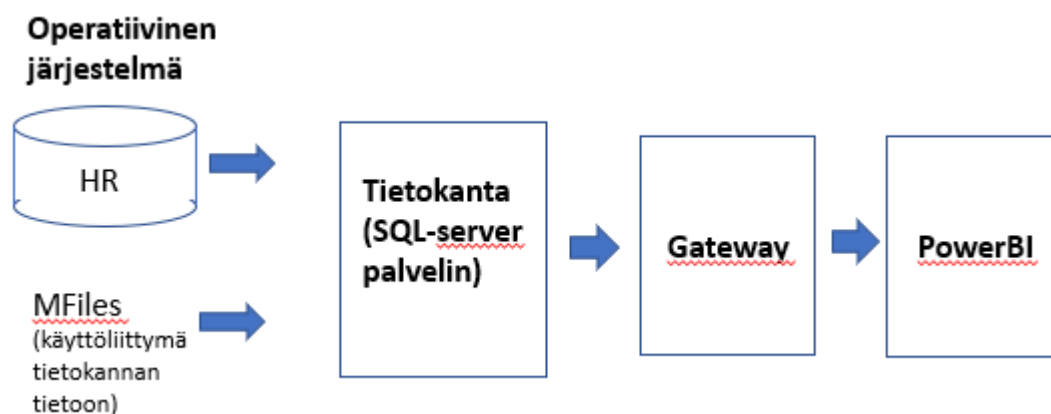 Operatiivinen
järjestelmä
HR
MFiles
(käyttöliittymä
tietokannan
tietoon)
Tietokanta
(SQL-server
palvelin)
Gateway
PowerBI